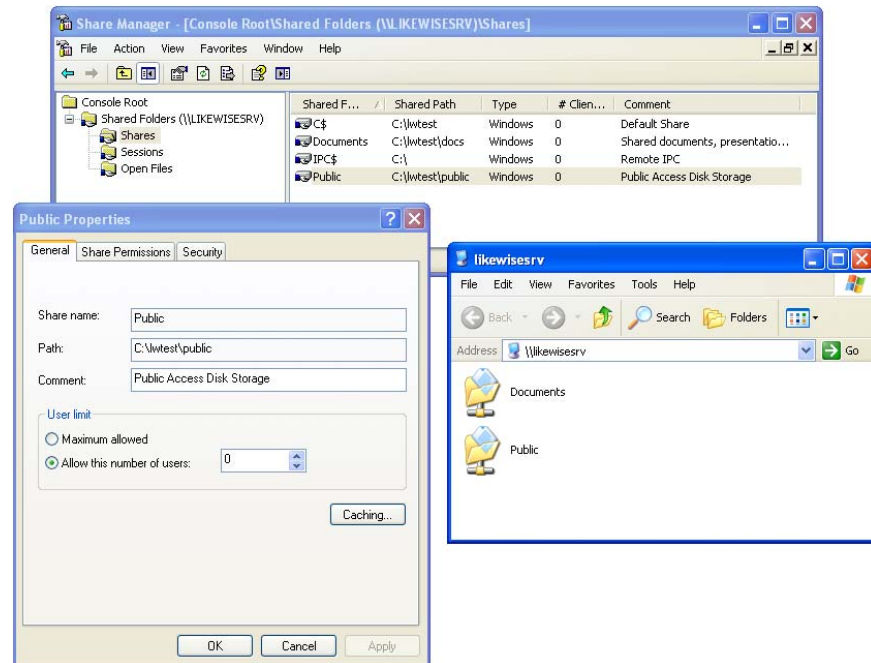 Share Manager - [Console Root\Shared Folders (\\LIKEWISESRV)\Shares]
File Action View Favorites Window Help
Console Root
Shared Folders (\\LIKEWISESRV)
Shares
Sessions
Open Files
Shared F... Shared Path Type # Clien... Comment
C$ C:\lwtest Windows 0 Default Share
Documents C:\lwtest\docs Windows 0 Shared documents, presentatio...
IPC$ C:\ Windows 0 Remote IPC
Public C:\lwtest\public Windows 0 Public Access Disk Storage
Public Properties
General Share Permissions Security
Share name: Public
Path: C:\lwtest\public
Comment: Public Access Disk Storage
User limit
Maximum allowed
Allow this number of users: 0
Caching...
OK Cancel Apply
likewisesrv
File Edit View Favorites Tools Help
Back Search Folders
Address \\likewisesrv Go
Documents
Public